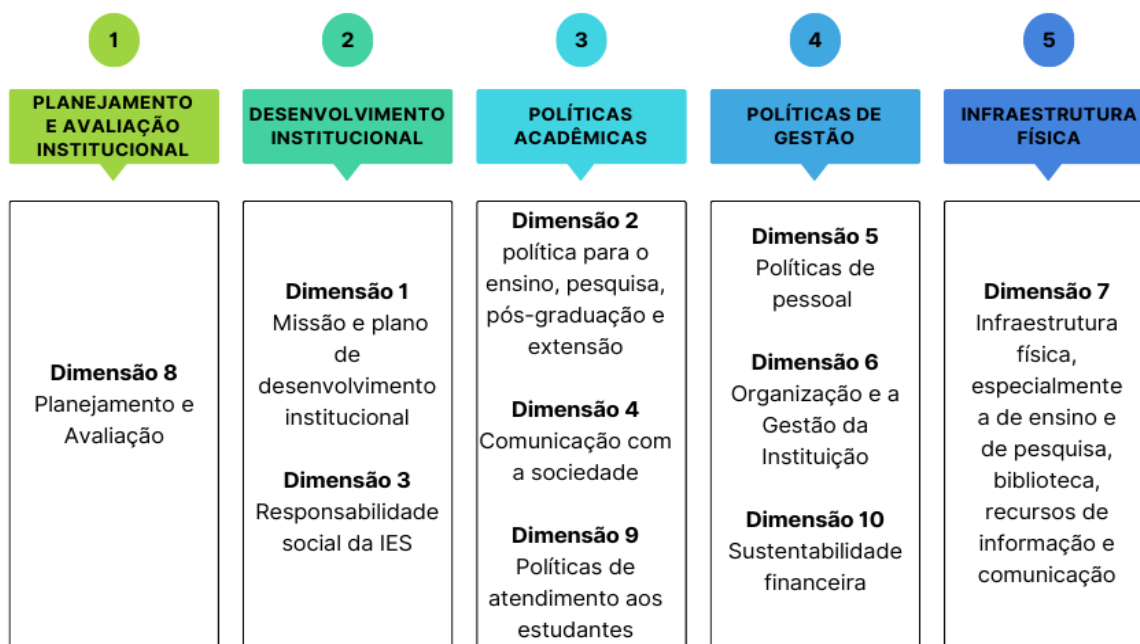 1
PLANEJAMENTO
E AVALIAÇÃO
INSTITUCIONAL
Dimensão 8
Planejamento e
Avaliação
2
DESENVOLVIMENTO
INSTITUCIONAL
Dimensão 1
Missão e plano
de
desenvolvimento
institucional
Dimensão 3
Responsabilidade
social da IES
3
POLÍTICAS
ACADÊMICAS
Dimensão 2
política para o
ensino, pesquisa,
pós-graduação e
extensão
Dimensão 4
Comunicação com
a sociedade
Dimensão 9
Políticas de
atendimento aos
estudantes
4
POLÍTICAS DE
GESTÃO
Dimensão 5
Políticas de
pessoal
Dimensão 6
Organização e a
Gestão da
Instituição
Dimensão 10
Sustentabilidade
financeira
5
INFRAESTRUTURA
FÍSICA
Dimensão 7
Infraestrutura
física,
especialmente
a de ensino e
de pesquisa,
biblioteca,
recursos de
informação e
comunicação